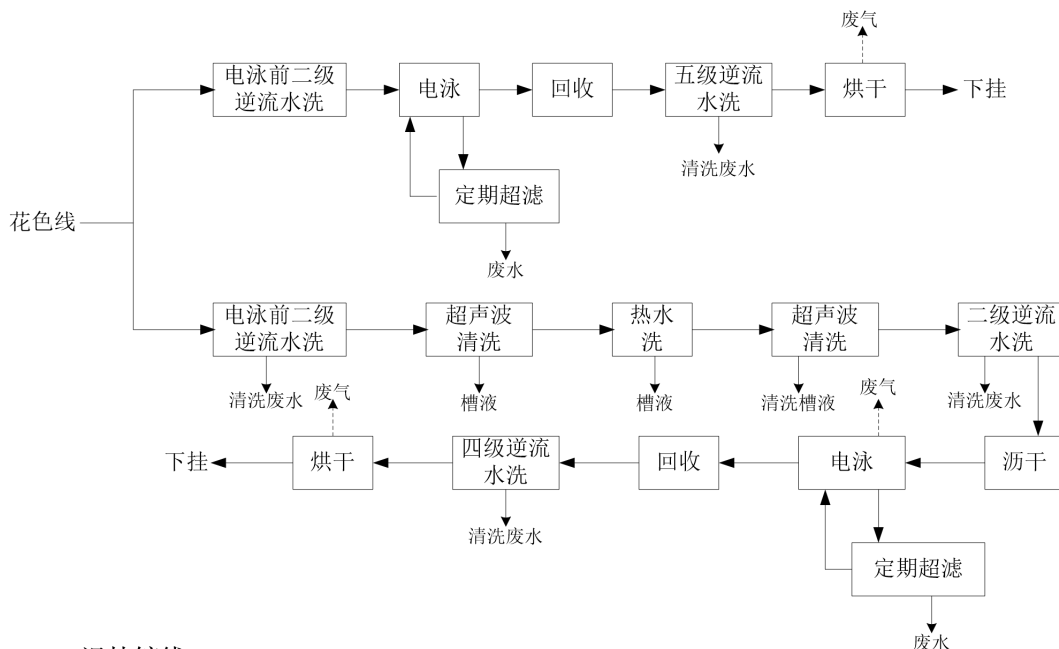 废气
电泳前二级
逆流水洗
电泳
回收
五级逆流
水洗
烘干
下挂
清洗废水
定期超滤
花色线
废水
电泳前二级
逆流水洗
超声波
清洗
热水
洗
超声波
清洗
二级逆流
水洗
清洗废水
废气
槽液
槽液
清洗槽液
废气
清洗废水
下挂
烘干
四级逆流
水洗
回收
电泳
沥干
清洗废水
定期超滤
废水